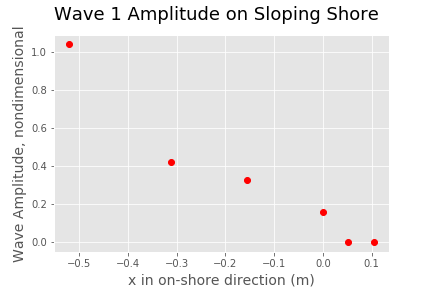 Wave 1 Amplitude on Sloping Shore
Wave Amplitude, nondimensional
1.0
0.8
0.6
0.4
0.2
0.0
−0.5 −0.4 −0.3 −0.2 −0.1 0.0 0.1
x in on-shore direction (m)